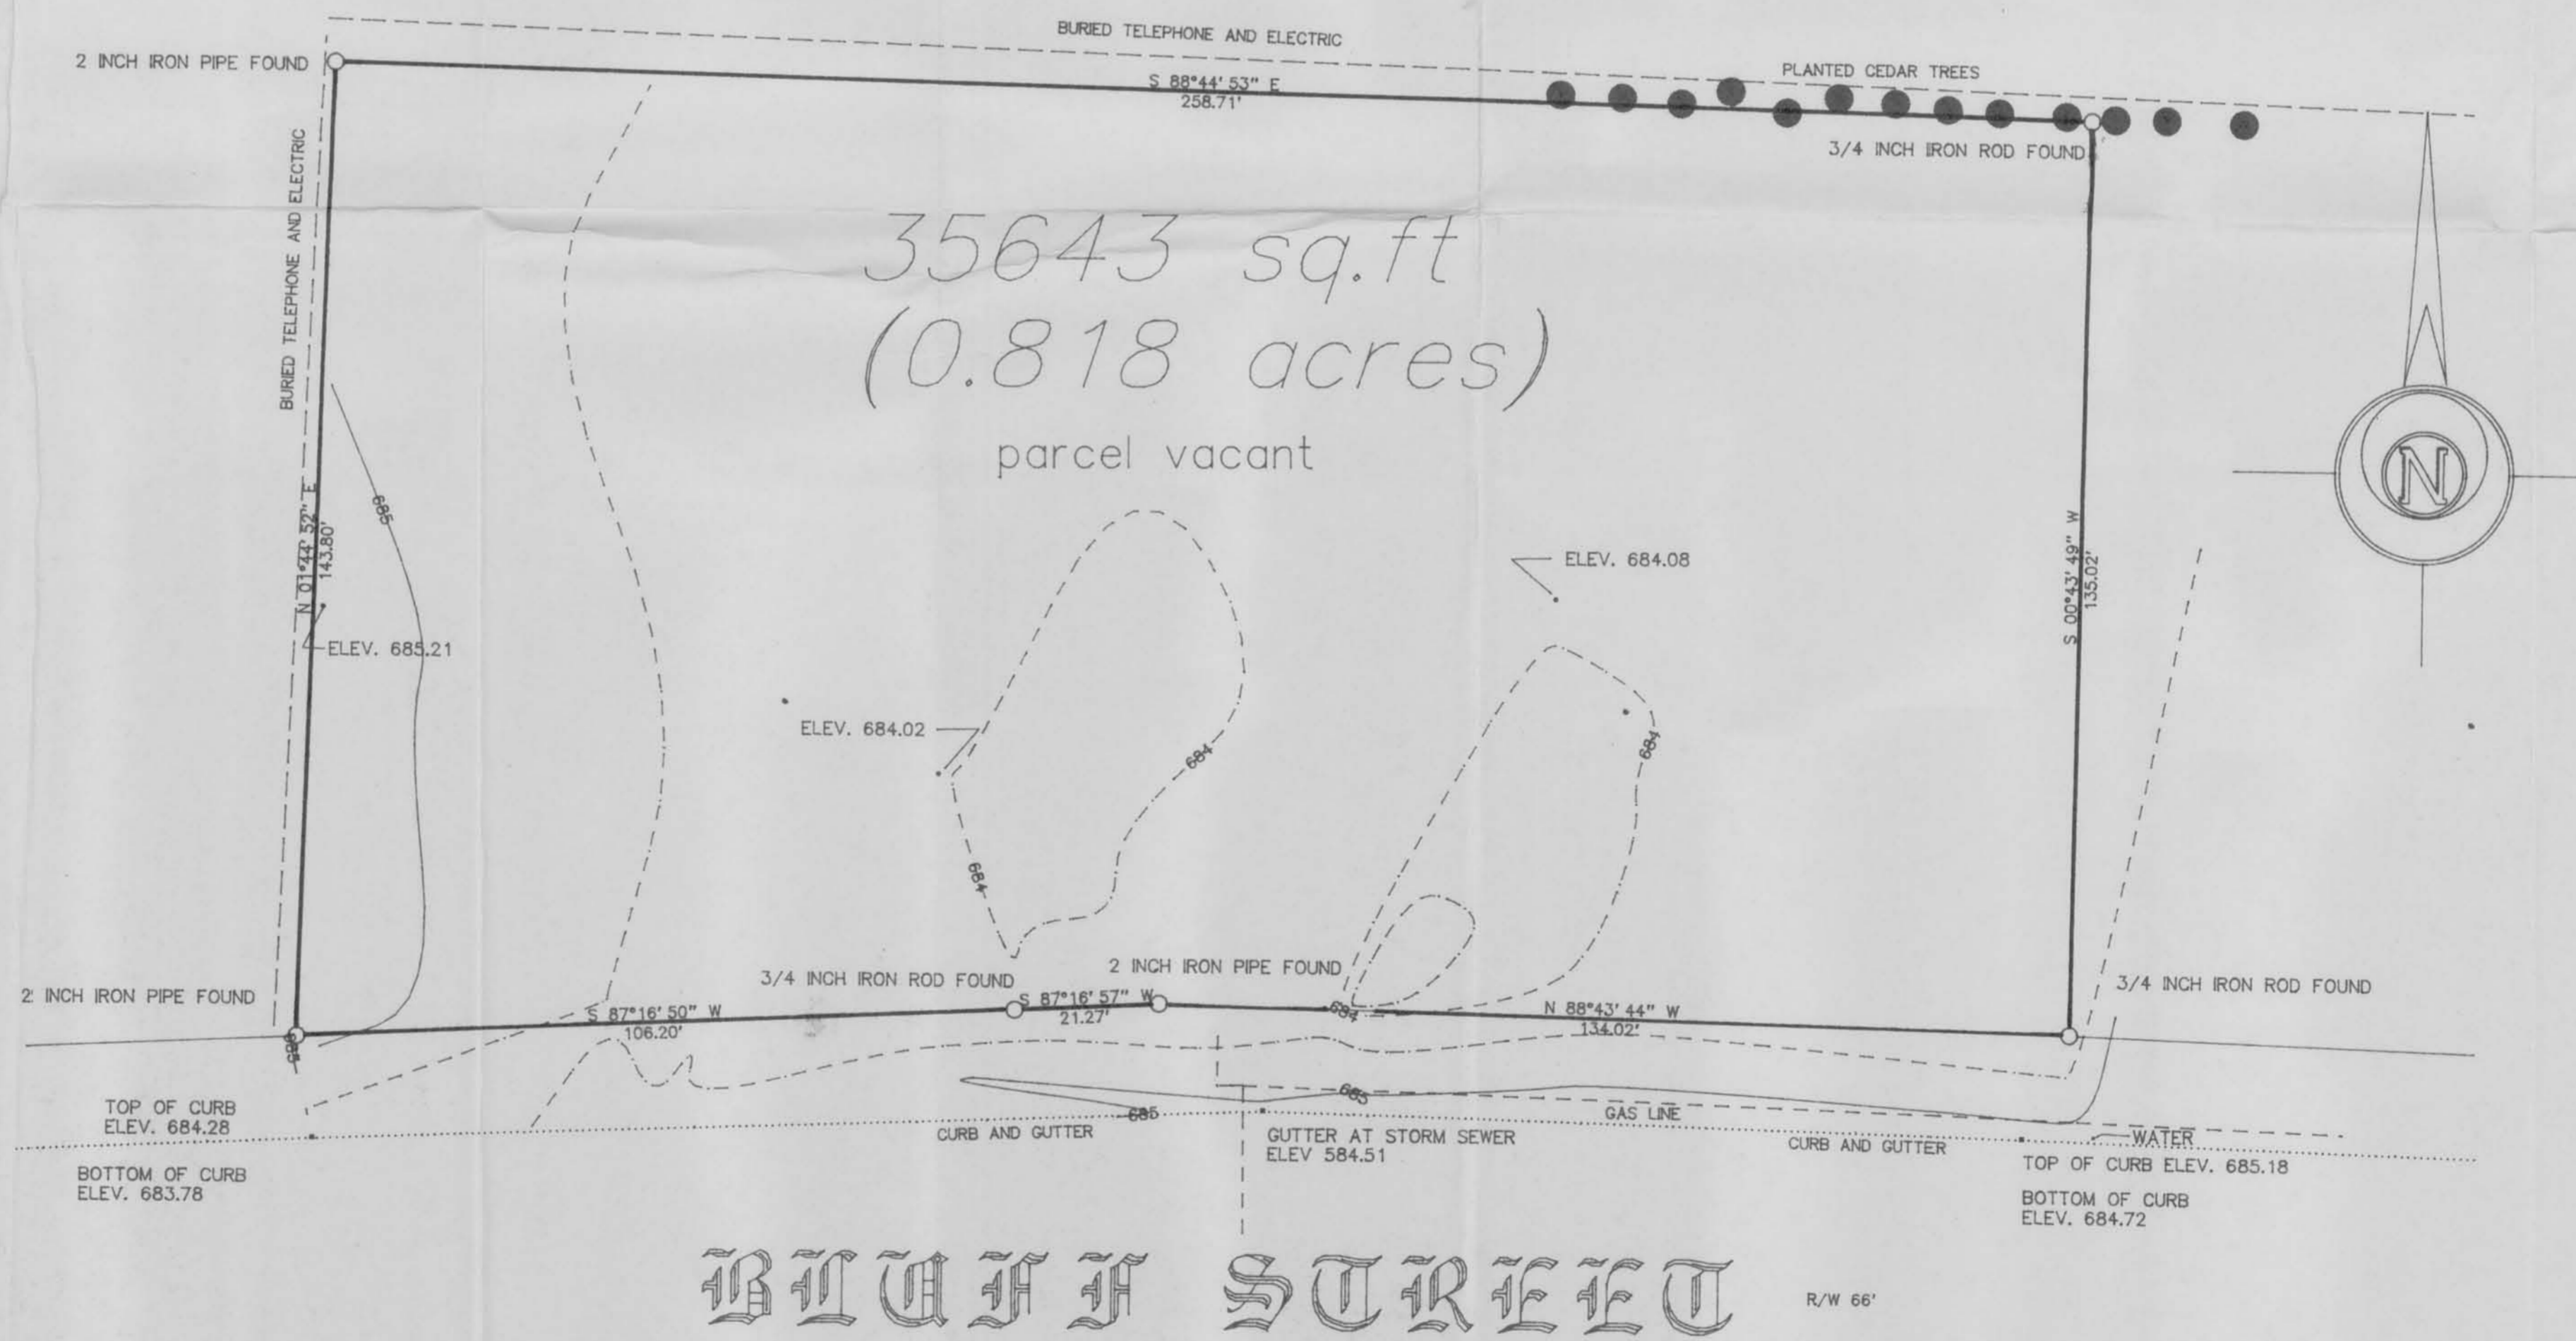 BURIED TELEPHONE AND ELECTRIC
2 INCH IRON PIPE FOUND
S 88°44'53" E
258.71'
PLANTED CEDAR TREES
3/4 INCH IRON ROD FOUND
BURIED TELEPHONE AND ELECTRIC
35643 sq.ft
(0.818 acres)
parcel vacant
N
685
N 01°44'52" E
143.80'
ELEV. 685.21
ELEV. 684.08
S 00°43'49" W
135.02'
ELEV. 684.02
684
684
684
2 INCH IRON PIPE FOUND
3/4 INCH IRON ROD FOUND
2 INCH IRON PIPE FOUND
3/4 INCH IRON ROD FOUND
S 87°16'50" W
106.20'
S 87°16'57" W
21.27'
684
N 88°43'44" W
134.02'
685
TOP OF CURB
ELEV. 684.28
BOTTOM OF CURB
ELEV. 683.78
CURB AND GUTTER
685
685
GUTTER AT STORM SEWER
ELEV 584.51
GAS LINE
CURB AND GUTTER
WATER
TOP OF CURB ELEV. 685.18
BOTTOM OF CURB
ELEV. 684.72
BLUFF STREET
R/W 66'